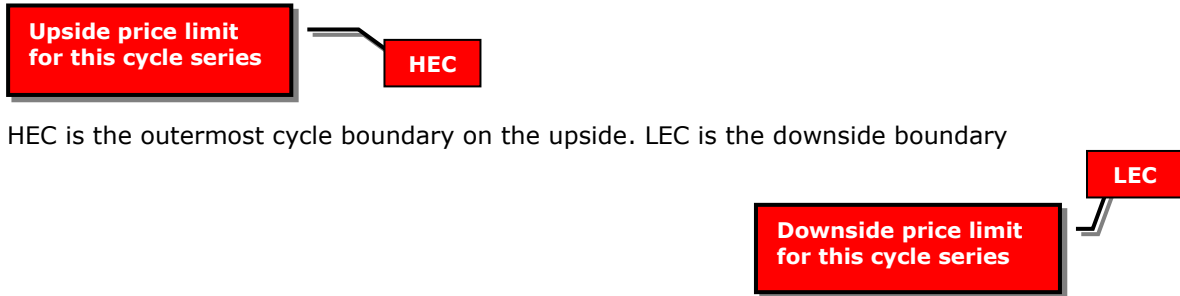 Upside price limit
for this cycle series
HEC
HEC is the outermost cycle boundary on the upside. LEC is the downside boundary
LEC
Downside price limit
for this cycle series